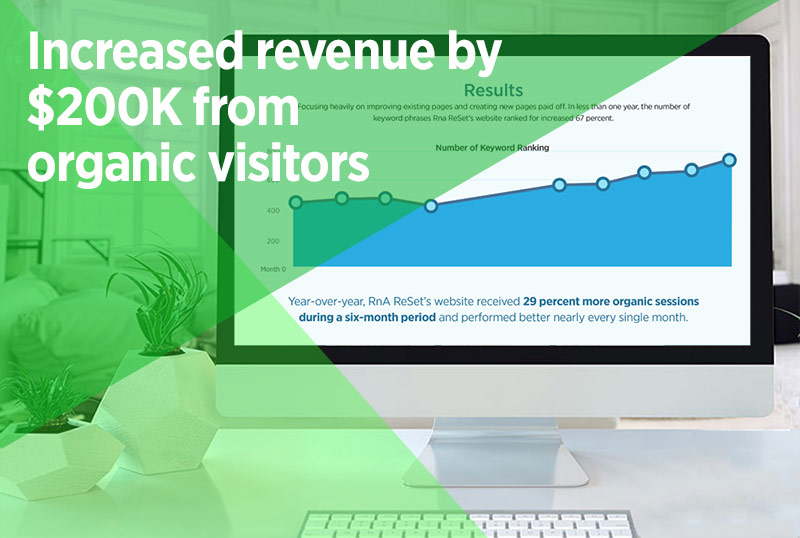 Increased revenue by
$200K from
organic visitors
Results
Focusing heavily on improving existing pages and creating new pages paid off. In less than one year, the number of
keyword phrases Rna ReSet's website ranked for increased 67 percent.
Number of Keyword Ranking
400
200
Month 0
Year-over-year, RnA ReSet's website received 29 percent more organic sessions
during a six-month period and performed better nearly every single month.